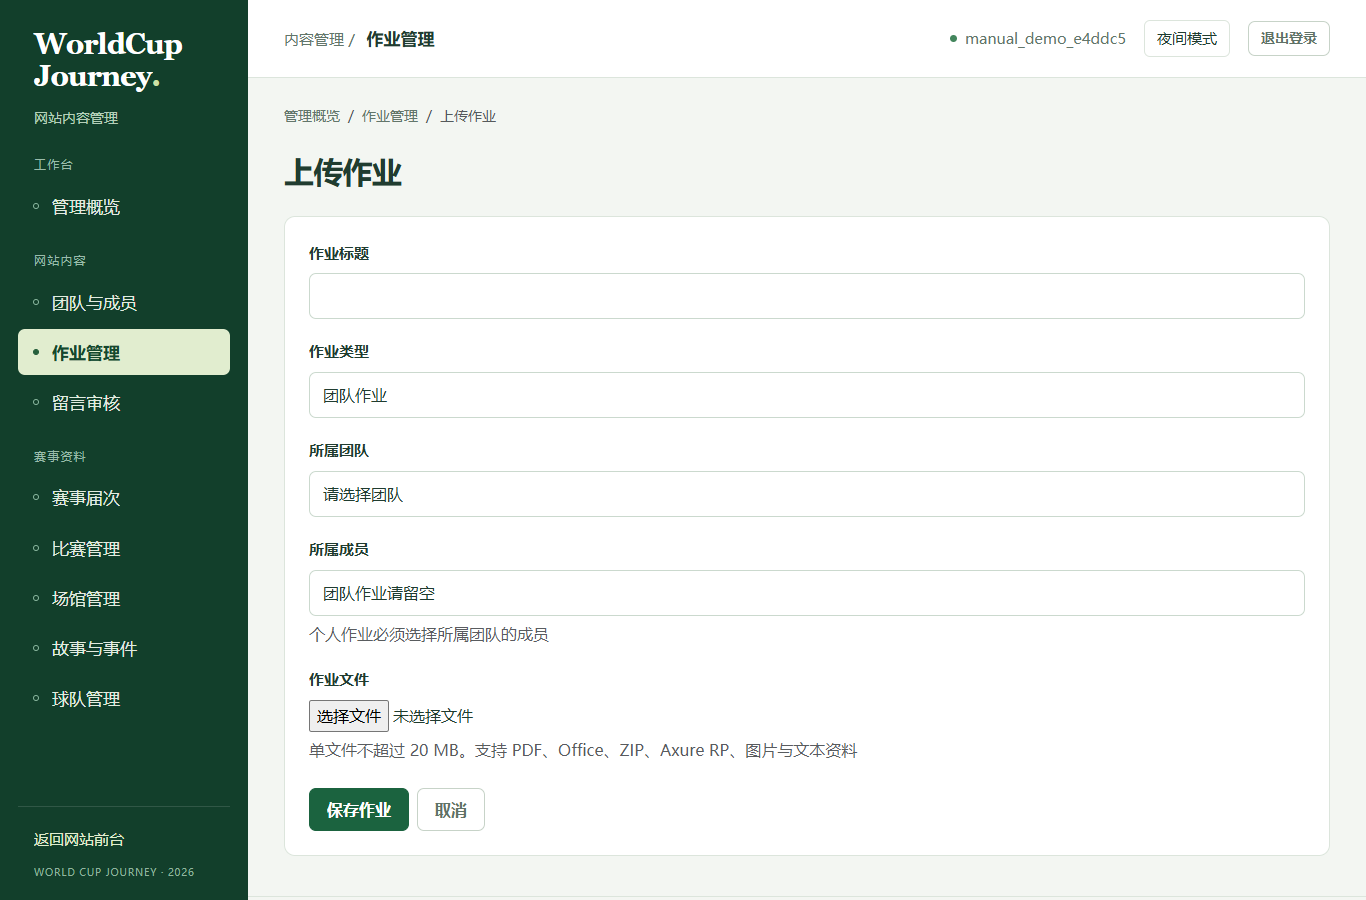 WorldCup
Journey.
网站内容管理
工作台
管理概览
网站内容
团队与成员
作业管理
留言审核
赛事资料
赛事届次
比赛管理
场馆管理
故事与事件
球队管理
返回网站前台
WORLD CUP JOURNEY · 2026
内容管理 / 作业管理
manual_demo_e4ddc5
夜间模式
退出登录
管理概览 / 作业管理 / 上传作业
上传作业
作业标题
作业类型
团队作业
所属团队
请选择团队
所属成员
团队作业请留空
个人作业必须选择所属团队的成员
作业文件
选择文件 未选择文件
单文件不超过 20 MB。支持 PDF、Office、ZIP、Axure RP、图片与文本资料
保存作业
取消